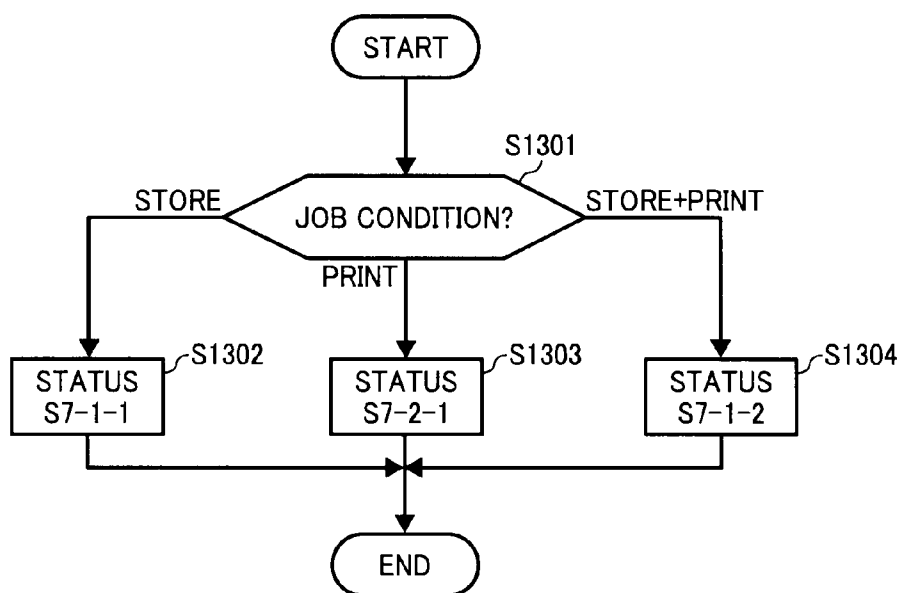 START
S1301
STORE
JOB CONDITION?
STORE+PRINT
PRINT
S1302
STATUS
S7-1-1
S1303
STATUS
S7-2-1
S1304
STATUS
S7-1-2
END